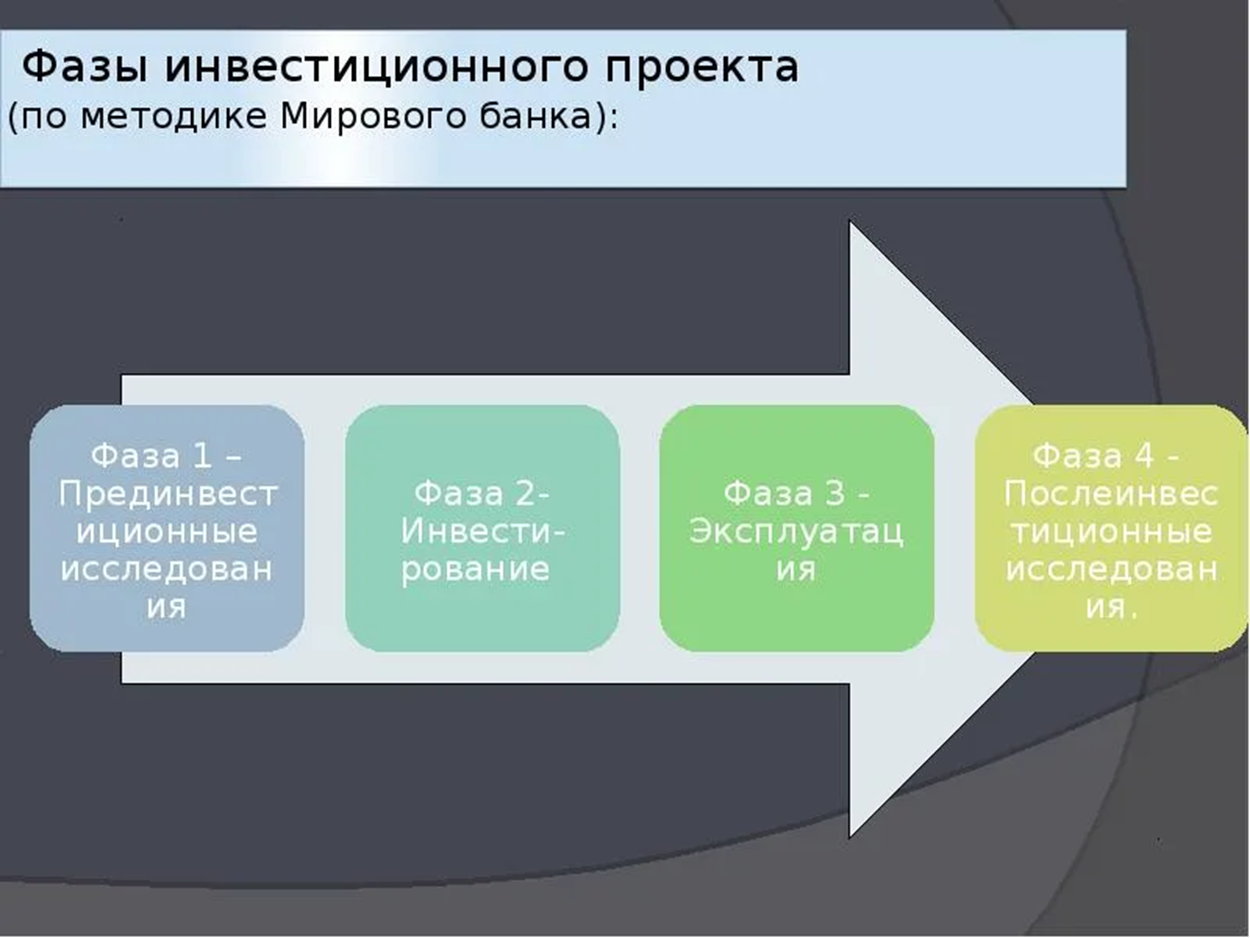 Фазы инвестиционного проекта
(по методике Мирового банка):
Фаза 1 –
Прединвест
иционные
исследован
ия
Фаза 2-
Инвести-
рование
Фаза 3 -
Эксплуатац
ия
Фаза 4 -
Послеинвес
тиционные
исследован
ия.